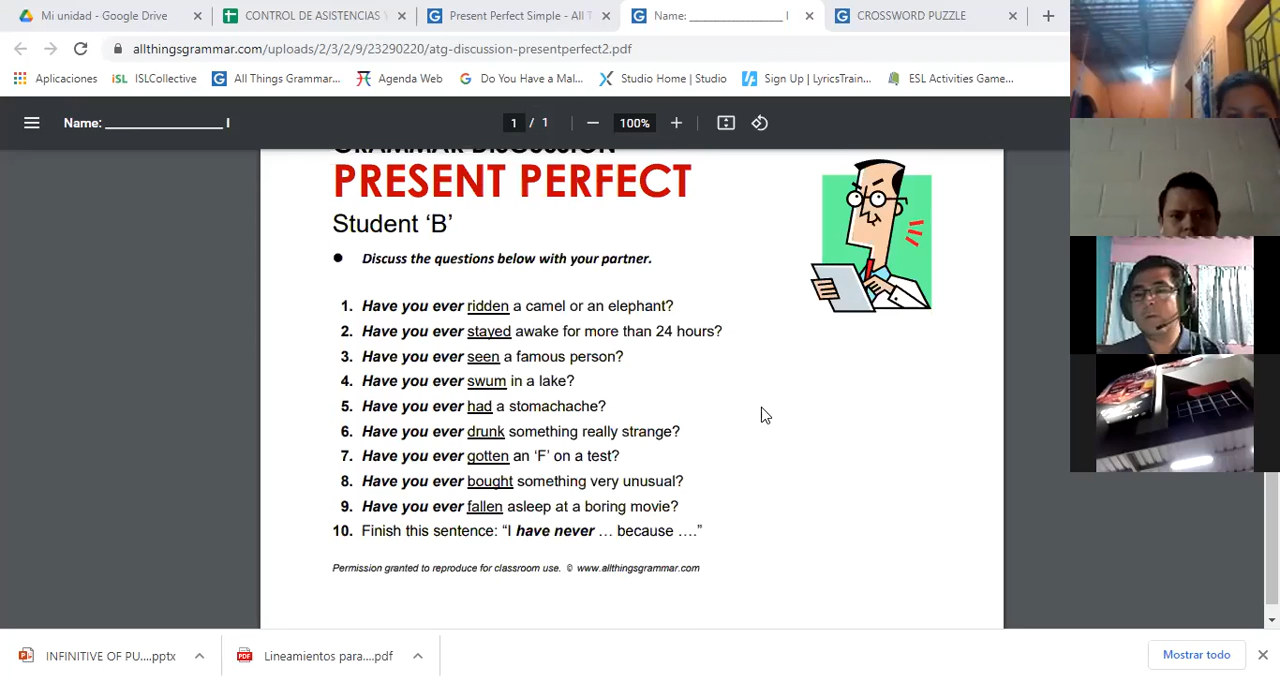 Mi unidad - Google Drive
CONTROL DE ASISTENCIAS
Present Perfect Simple - All T
Name: ________________ I
CROSSWORD PUZZLE
allthingsgrammar.com/uploads/2/3/2/9/23290220/atg-discussion-presentperfect2.pdf
Aplicaciones
iSL ISLCollective
All Things Grammar...
Agenda Web
Do You Have a Mal...
Studio Home | Studio
Sign Up | LyricsTrain...
ESL Activities Game...
Name: ________________ I
1 / 1
100%
GRAMMAR DISCUSSION
PRESENT PERFECT
Student ‘B’
● Discuss the questions below with your partner.
1. Have you ever ridden a camel or an elephant?
2. Have you ever stayed awake for more than 24 hours?
3. Have you ever seen a famous person?
4. Have you ever swum in a lake?
5. Have you ever had a stomachache?
6. Have you ever drunk something really strange?
7. Have you ever gotten an ‘F’ on a test?
8. Have you ever bought something very unusual?
9. Have you ever fallen asleep at a boring movie?
10. Finish this sentence: “I have never … because ….”
Permission granted to reproduce for classroom use. © www.allthingsgrammar.com
INFINITIVE OF PU....pptx
PDF
Lineamientos para....pdf
Mostrar todo